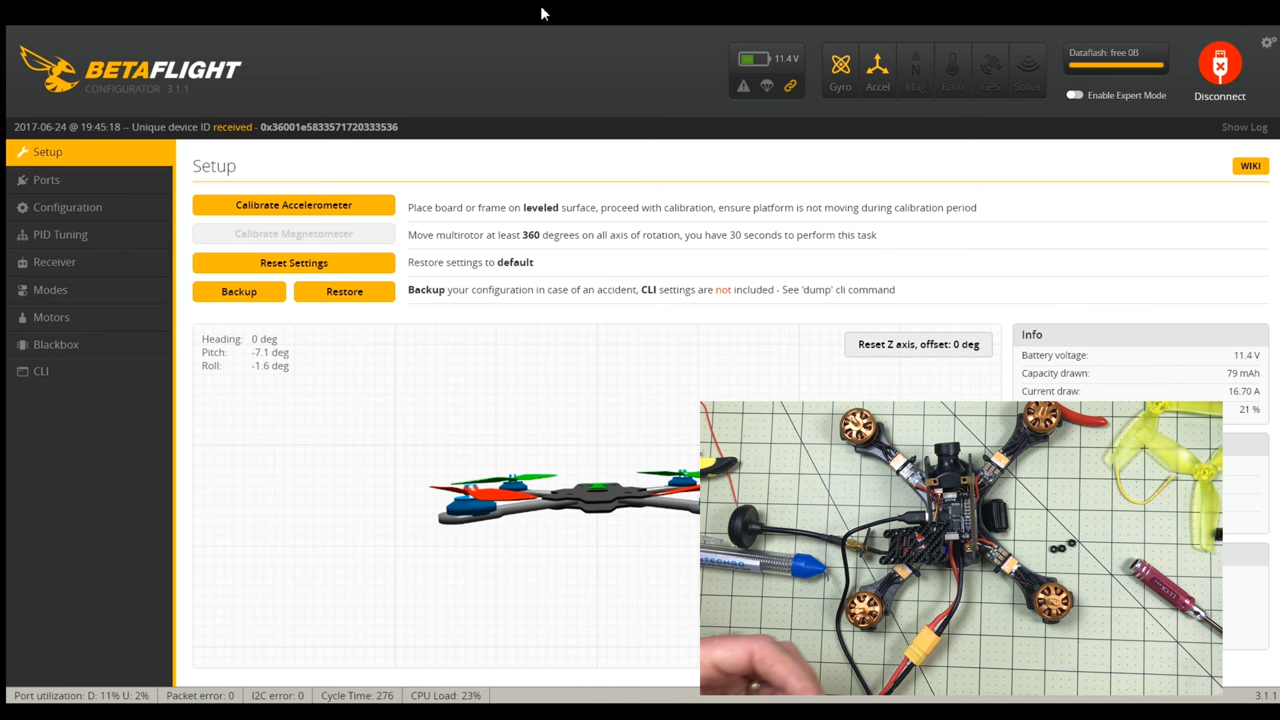 BETAFLIGHT
CONFIGURATOR 3.1.1
11.4 V
Gyro
Accel
Mag
Baro
GPS
Sonar
Dataflash: free 0B
Enable Expert Mode
Disconnect
2017-06-24 @ 19:45:18 -- Unique device ID received - 0x36001e5833571720333536
Show Log
Setup
Ports
Configuration
PID Tuning
Receiver
Modes
Motors
Blackbox
CLI
Setup
WIKI
Calibrate Accelerometer
Place board or frame on leveled surface, proceed with calibration, ensure platform is not moving during calibration period
Calibrate Magnetometer
Move multirotor at least 360 degrees on all axis of rotation, you have 30 seconds to perform this task
Reset Settings
Restore settings to default
Backup
Restore
Backup your configuration in case of an accident, CLI settings are not included - See 'dump' cli command
Heading: 0 deg
Pitch: -7.1 deg
Roll: -1.6 deg
Reset Z axis, offset: 0 deg
Info
Battery voltage: 11.4 V
Capacity drawn: 79 mAh
Current draw: 16.70 A
21 %
Port utilization: D: 11% U: 2%
Packet error: 0
I2C error: 0
Cycle Time: 276
CPU Load: 23%
3.1.1